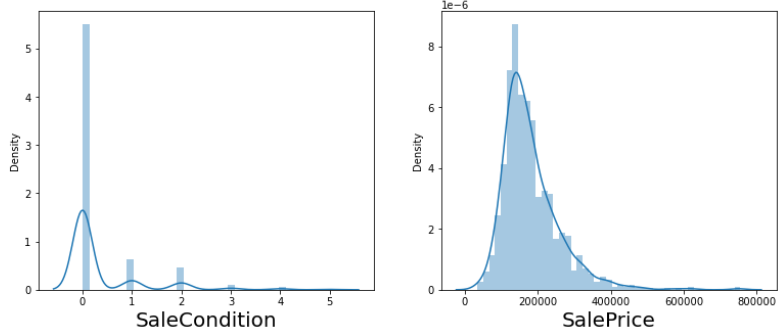 1e−6
Density
5
4
3
2
1
0
0 1 2 3 4 5
SaleCondition
Density
8
6
4
2
0
0 200000 400000 600000 800000
SalePrice